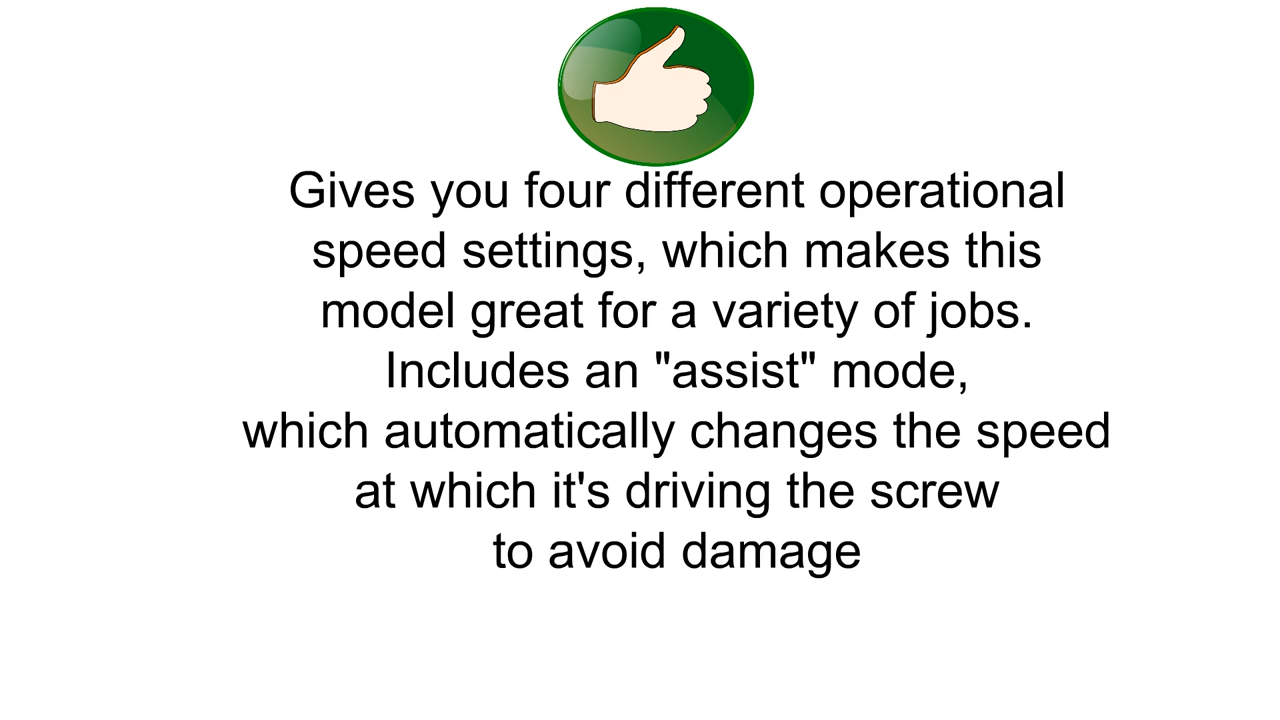 Gives you four different operational
speed settings, which makes this
model great for a variety of jobs.
Includes an "assist" mode,
which automatically changes the speed
at which it's driving the screw
to avoid damage